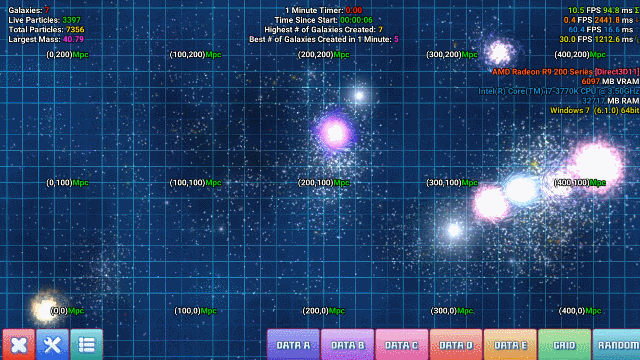 Galaxies: 7
Live Particles: 3397
Total Particles: 7356
Largest Mass: 40.79
1 Minute Timer: 0.00
Time Since Start: 00:00:06
Highest # of Galaxies Created: 7
Best # of Galaxies Created in 1 Minute: 5
10.5 FPS 94.8 ms
0.4 FPS 2441.8 ms
60.4 FPS 16.6 ms
30.0 FPS 1212.6 ms
(0,200)Mpc (100,200)Mpc (200,200)Mpc (300,200)Mpc (400,200)Mpc
AMD Radeon R9 200 Series [Direct3D11]
6097 MB VRAM
Intel(R) Core(TM) i7-3770K CPU @ 3.50GHz
32717 MB RAM
Windows 7 (6.1.0) 64bit
(0,100)Mpc (100,100)Mpc (200,100)Mpc (300,100)Mpc (400,100)Mpc
(0,0)Mpc (100,0)Mpc (200,0)Mpc (300,0)Mpc (400,0)Mpc
DATA A DATA B DATA C DATA D DATA E GRID RANDOM